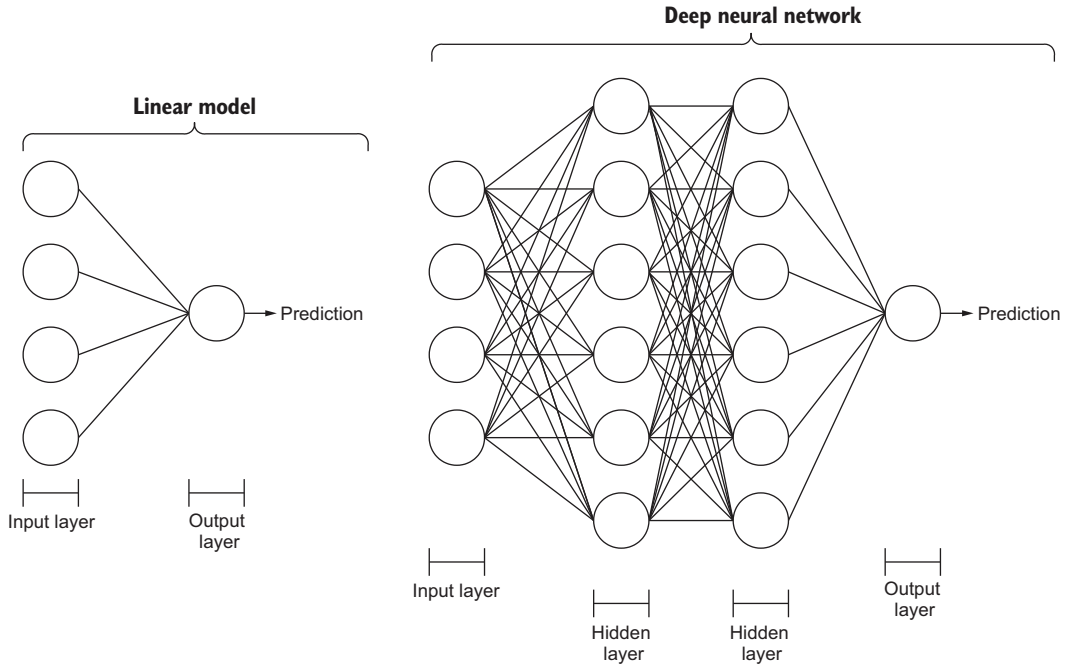 Deep neural network
Linear model
Prediction
Prediction
Input layer
Output
layer
Input layer
Hidden
layer
Hidden
layer
Output
layer